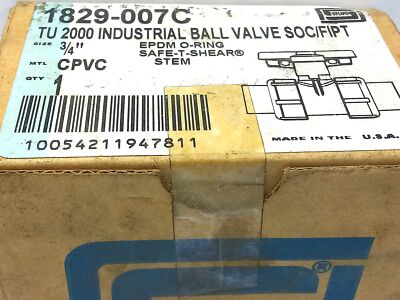 1829-007C
TU 2000 INDUSTRIAL BALL VALVE SOC/FIPT
SIZE 3/4" EPDM O-RING
SAFE-T-SHEAR®
MTL CPVC STEM
QTY 1
10054211947811
MADE IN THE U.S.A.
®